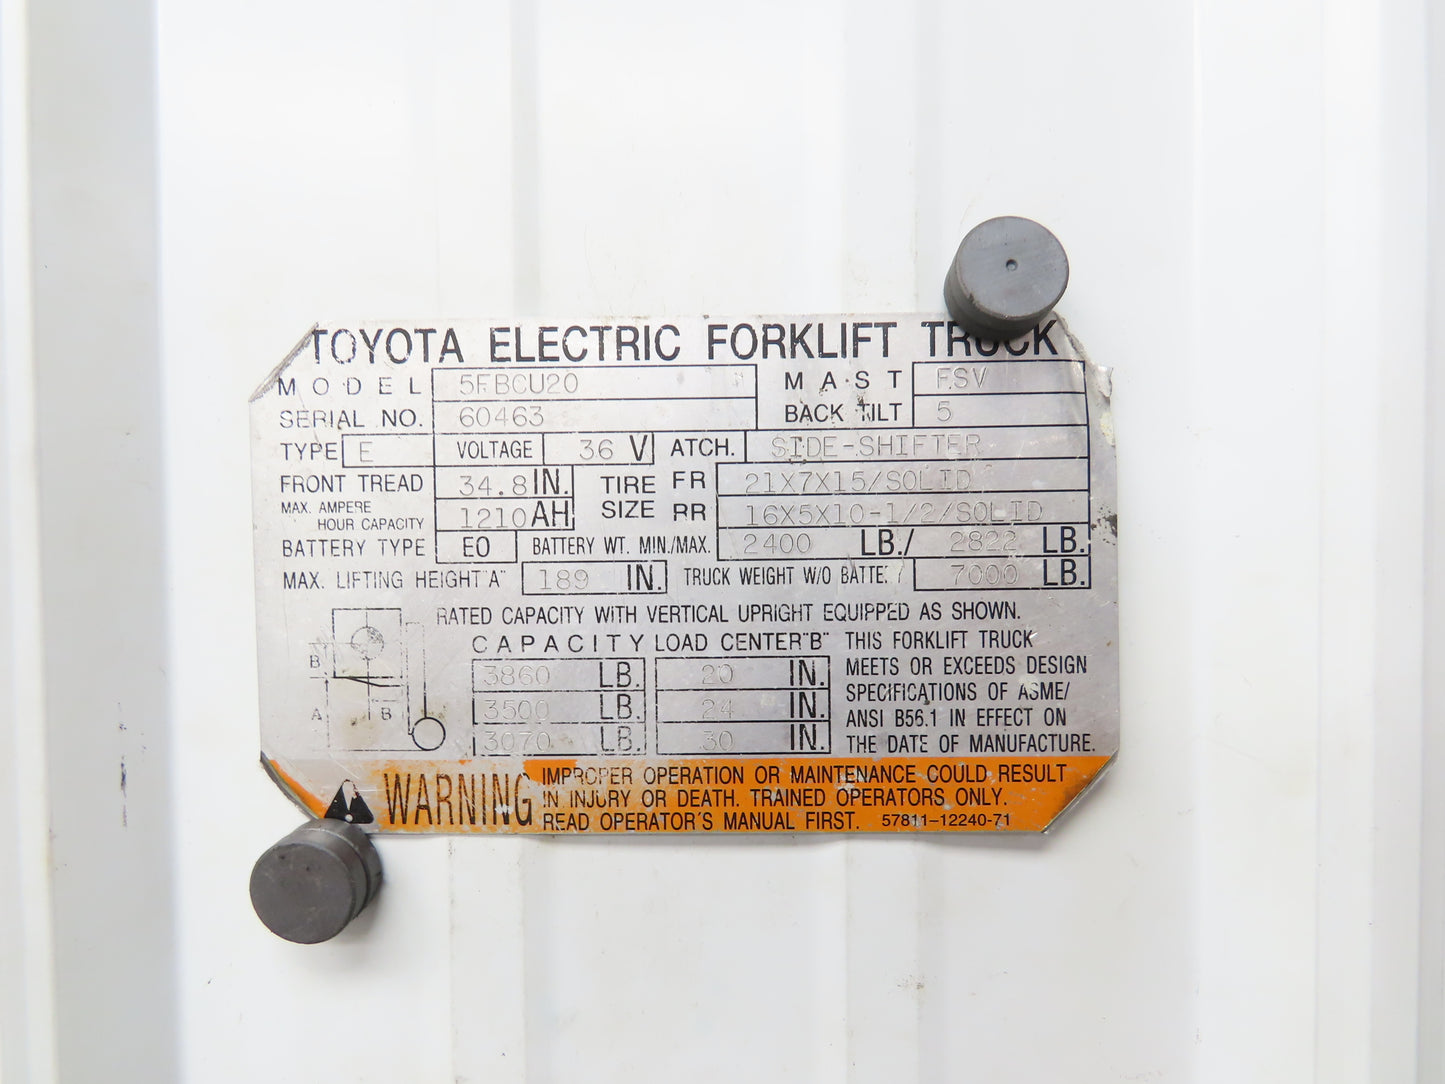 TOYOTA ELECTRIC FORKLIFT TRUCK
MODEL 5FBCU20 MAST FSV
SERIAL NO. 60463 BACK TILT 5
TYPE E VOLTAGE 36 V ATCH. SIDE-SHIFTER
FRONT TREAD 34.8 IN. TIRE SIZE FR 21X7X15/SOLID
MAX. AMPERE HOUR CAPACITY 1210 AH RR 16X5X10-1/2/SOLID
BATTERY TYPE EO BATTERY WT. MIN./MAX. 2400 LB./ 2822 LB.
MAX. LIFTING HEIGHT"A" 189 IN. TRUCK WEIGHT W/O BATTERY 7000 LB.
RATED CAPACITY WITH VERTICAL UPRIGHT EQUIPPED AS SHOWN.
CAPACITY LOAD CENTER"B"
3860 LB. 20 IN.
3500 LB. 24 IN.
3070 LB. 30 IN.
B
A
B
THIS FORKLIFT TRUCK
MEETS OR EXCEEDS DESIGN
SPECIFICATIONS OF ASME/
ANSI B56.1 IN EFFECT ON
THE DATE OF MANUFACTURE.
WARNING
IMPROPER OPERATION OR MAINTENANCE COULD RESULT
IN INJURY OR DEATH. TRAINED OPERATORS ONLY.
READ OPERATOR'S MANUAL FIRST. 57811-12240-71